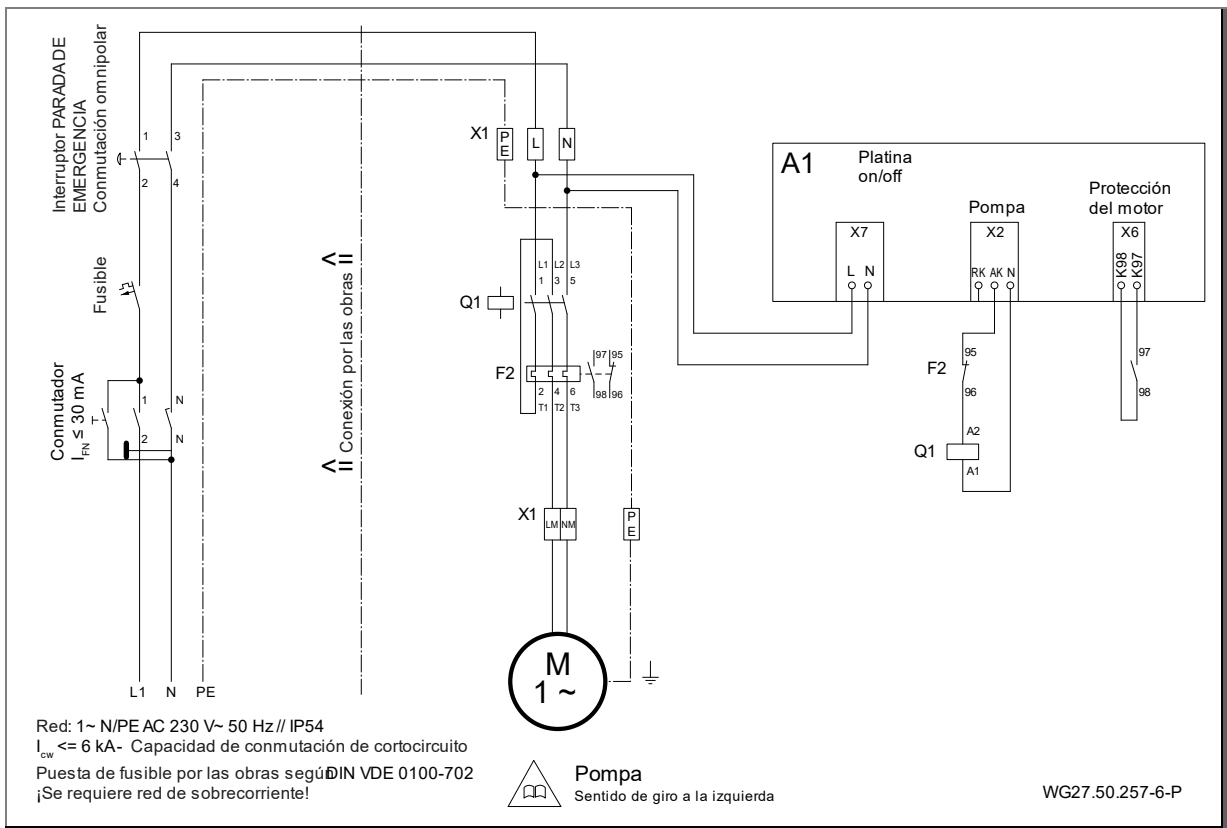 Interruptor PARADADE
EMERGENCIA
Conmutación omnipolar
1
3
2
4
Fusible
Conmutador
I FN ≤ 30 mA
1
N
2
N
L1
N
PE
<= Conexión por las obras <=
X1
PE
L
N
Q1
L1
L2
L3
1
3
5
F2
97
95
98
96
2
4
6
T1
T2
T3
X1
LM
NM
PE
M
1 ~
A1
Platina
on/off
Pompa
Protección
del motor
X7
X2
X6
L
N
RK
AK
N
K98
K97
F2
95
96
A2
Q1
A1
97
98
Red: 1~ N/PE AC 230 V~ 50 Hz // IP54
I cw <= 6 kA- Capacidad de conmutación de cortocircuito
Puesta de fusible por las obras según DIN VDE 0100-702
¡Se requiere red de sobrecorriente!
Pompa
Sentido de giro a la izquierda
WG27.50.257-6-P